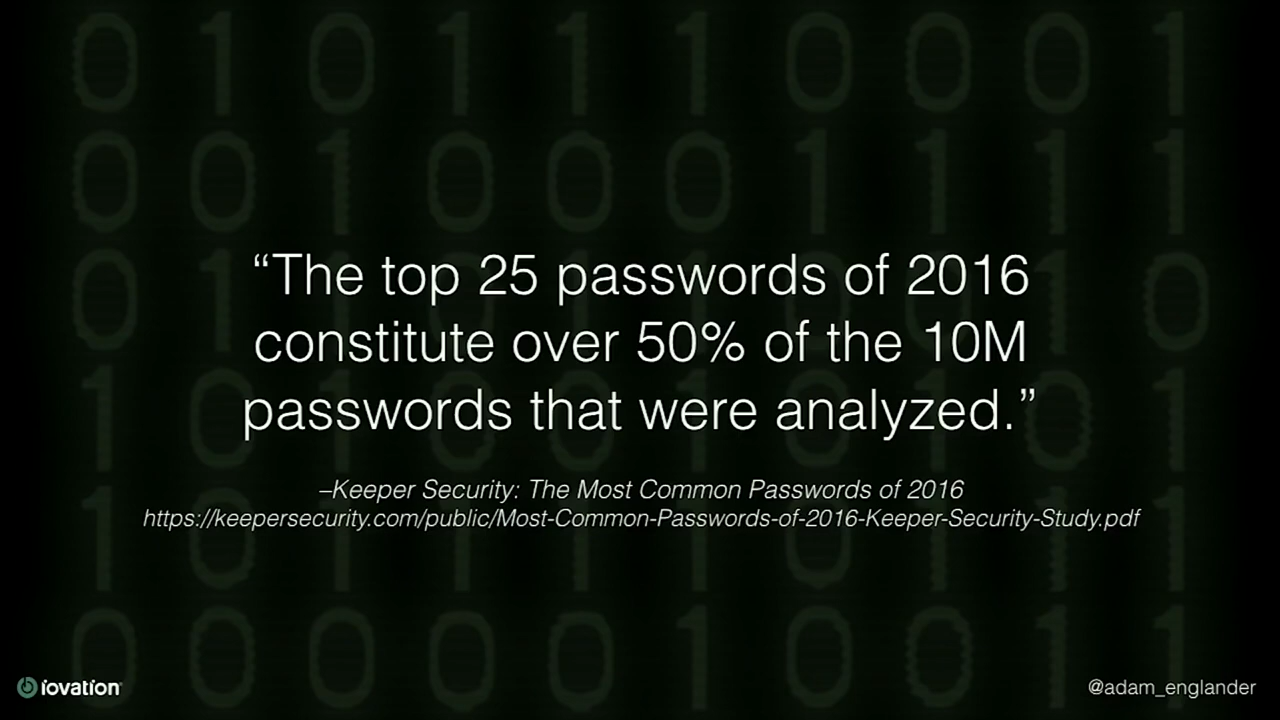 “The top 25 passwords of 2016
constitute over 50% of the 10M
passwords that were analyzed.”
–Keeper Security: The Most Common Passwords of 2016
https://keepersecurity.com/public/Most-Common-Passwords-of-2016-Keeper-Security-Study.pdf
iovation
@adam_englander